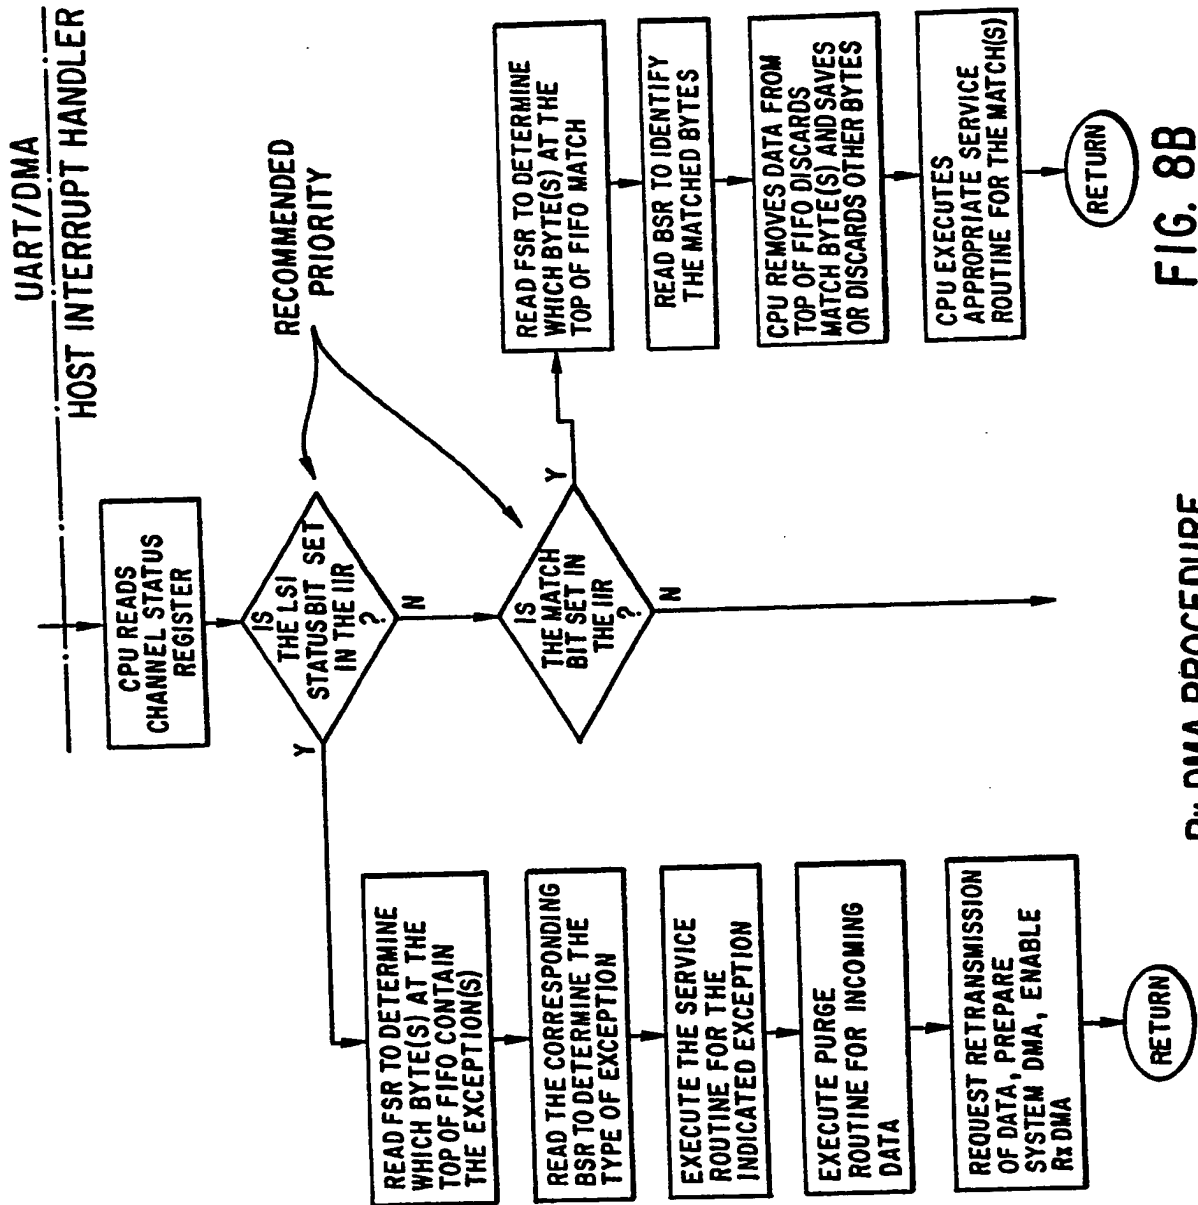 UART/DMA
HOST INTERRUPT HANDLER
CPU READS
CHANNEL STATUS
REGISTER
RECOMMENDED
PRIORITY
IS
THE LSI
STATUS BIT SET
IN THE IIR
?
Y
N
IS
THE MATCH
BIT SET IN
THE IIR
?
Y
N
READ FSR TO DETERMINE
WHICH BYTE(S) AT THE
TOP OF FIFO CONTAIN
THE EXCEPTION(S)
READ THE CORRESPONDING
BSR TO DETERMINE THE
TYPE OF EXCEPTION
EXECUTE THE SERVICE
ROUTINE FOR THE
INDICATED EXCEPTION
EXECUTE PURGE
ROUTINE FOR INCOMING
DATA
REQUEST RETRANSMISSION
OF DATA, PREPARE
SYSTEM DMA, ENABLE
Rx DMA
RETURN
READ FSR TO DETERMINE
WHICH BYTE(S) AT THE
TOP OF FIFO MATCH
READ BSR TO IDENTIFY
THE MATCHED BYTES
CPU REMOVES DATA FROM
TOP OF FIFO DISCARDS
MATCH BYTE(S) AND SAVES
OR DISCARDS OTHER BYTES
CPU EXECUTES
APPROPRIATE SERVICE
ROUTINE FOR THE MATCH(S)
RETURN
FIG. 8B
Rx DMA PROCEDURE